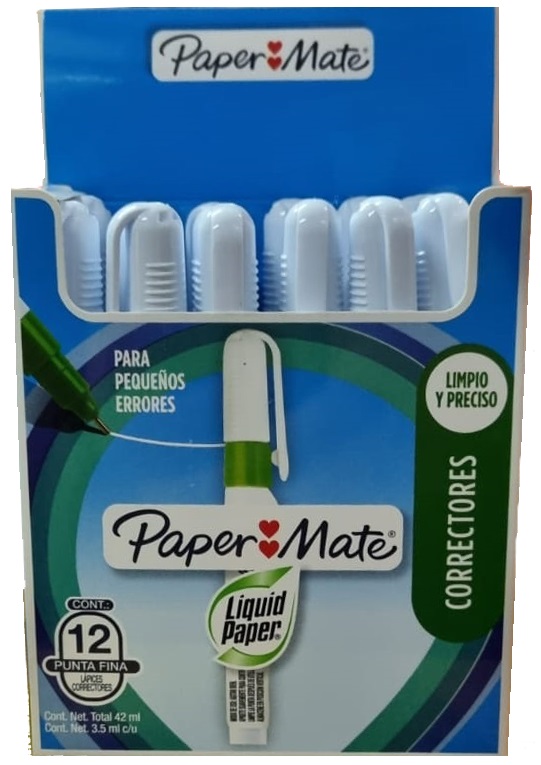 Paper Mate®
PARA
PEQUEÑOS
ERRORES
LIMPIO
Y PRECISO
CORRECTORES
Paper Mate®
Liquid
Paper®
CONT.:
12
PUNTA FINA
LÁPICES
CORRECTORES
Cont. Net. Total 42 ml
Cont. Net. 3.5 ml c/u